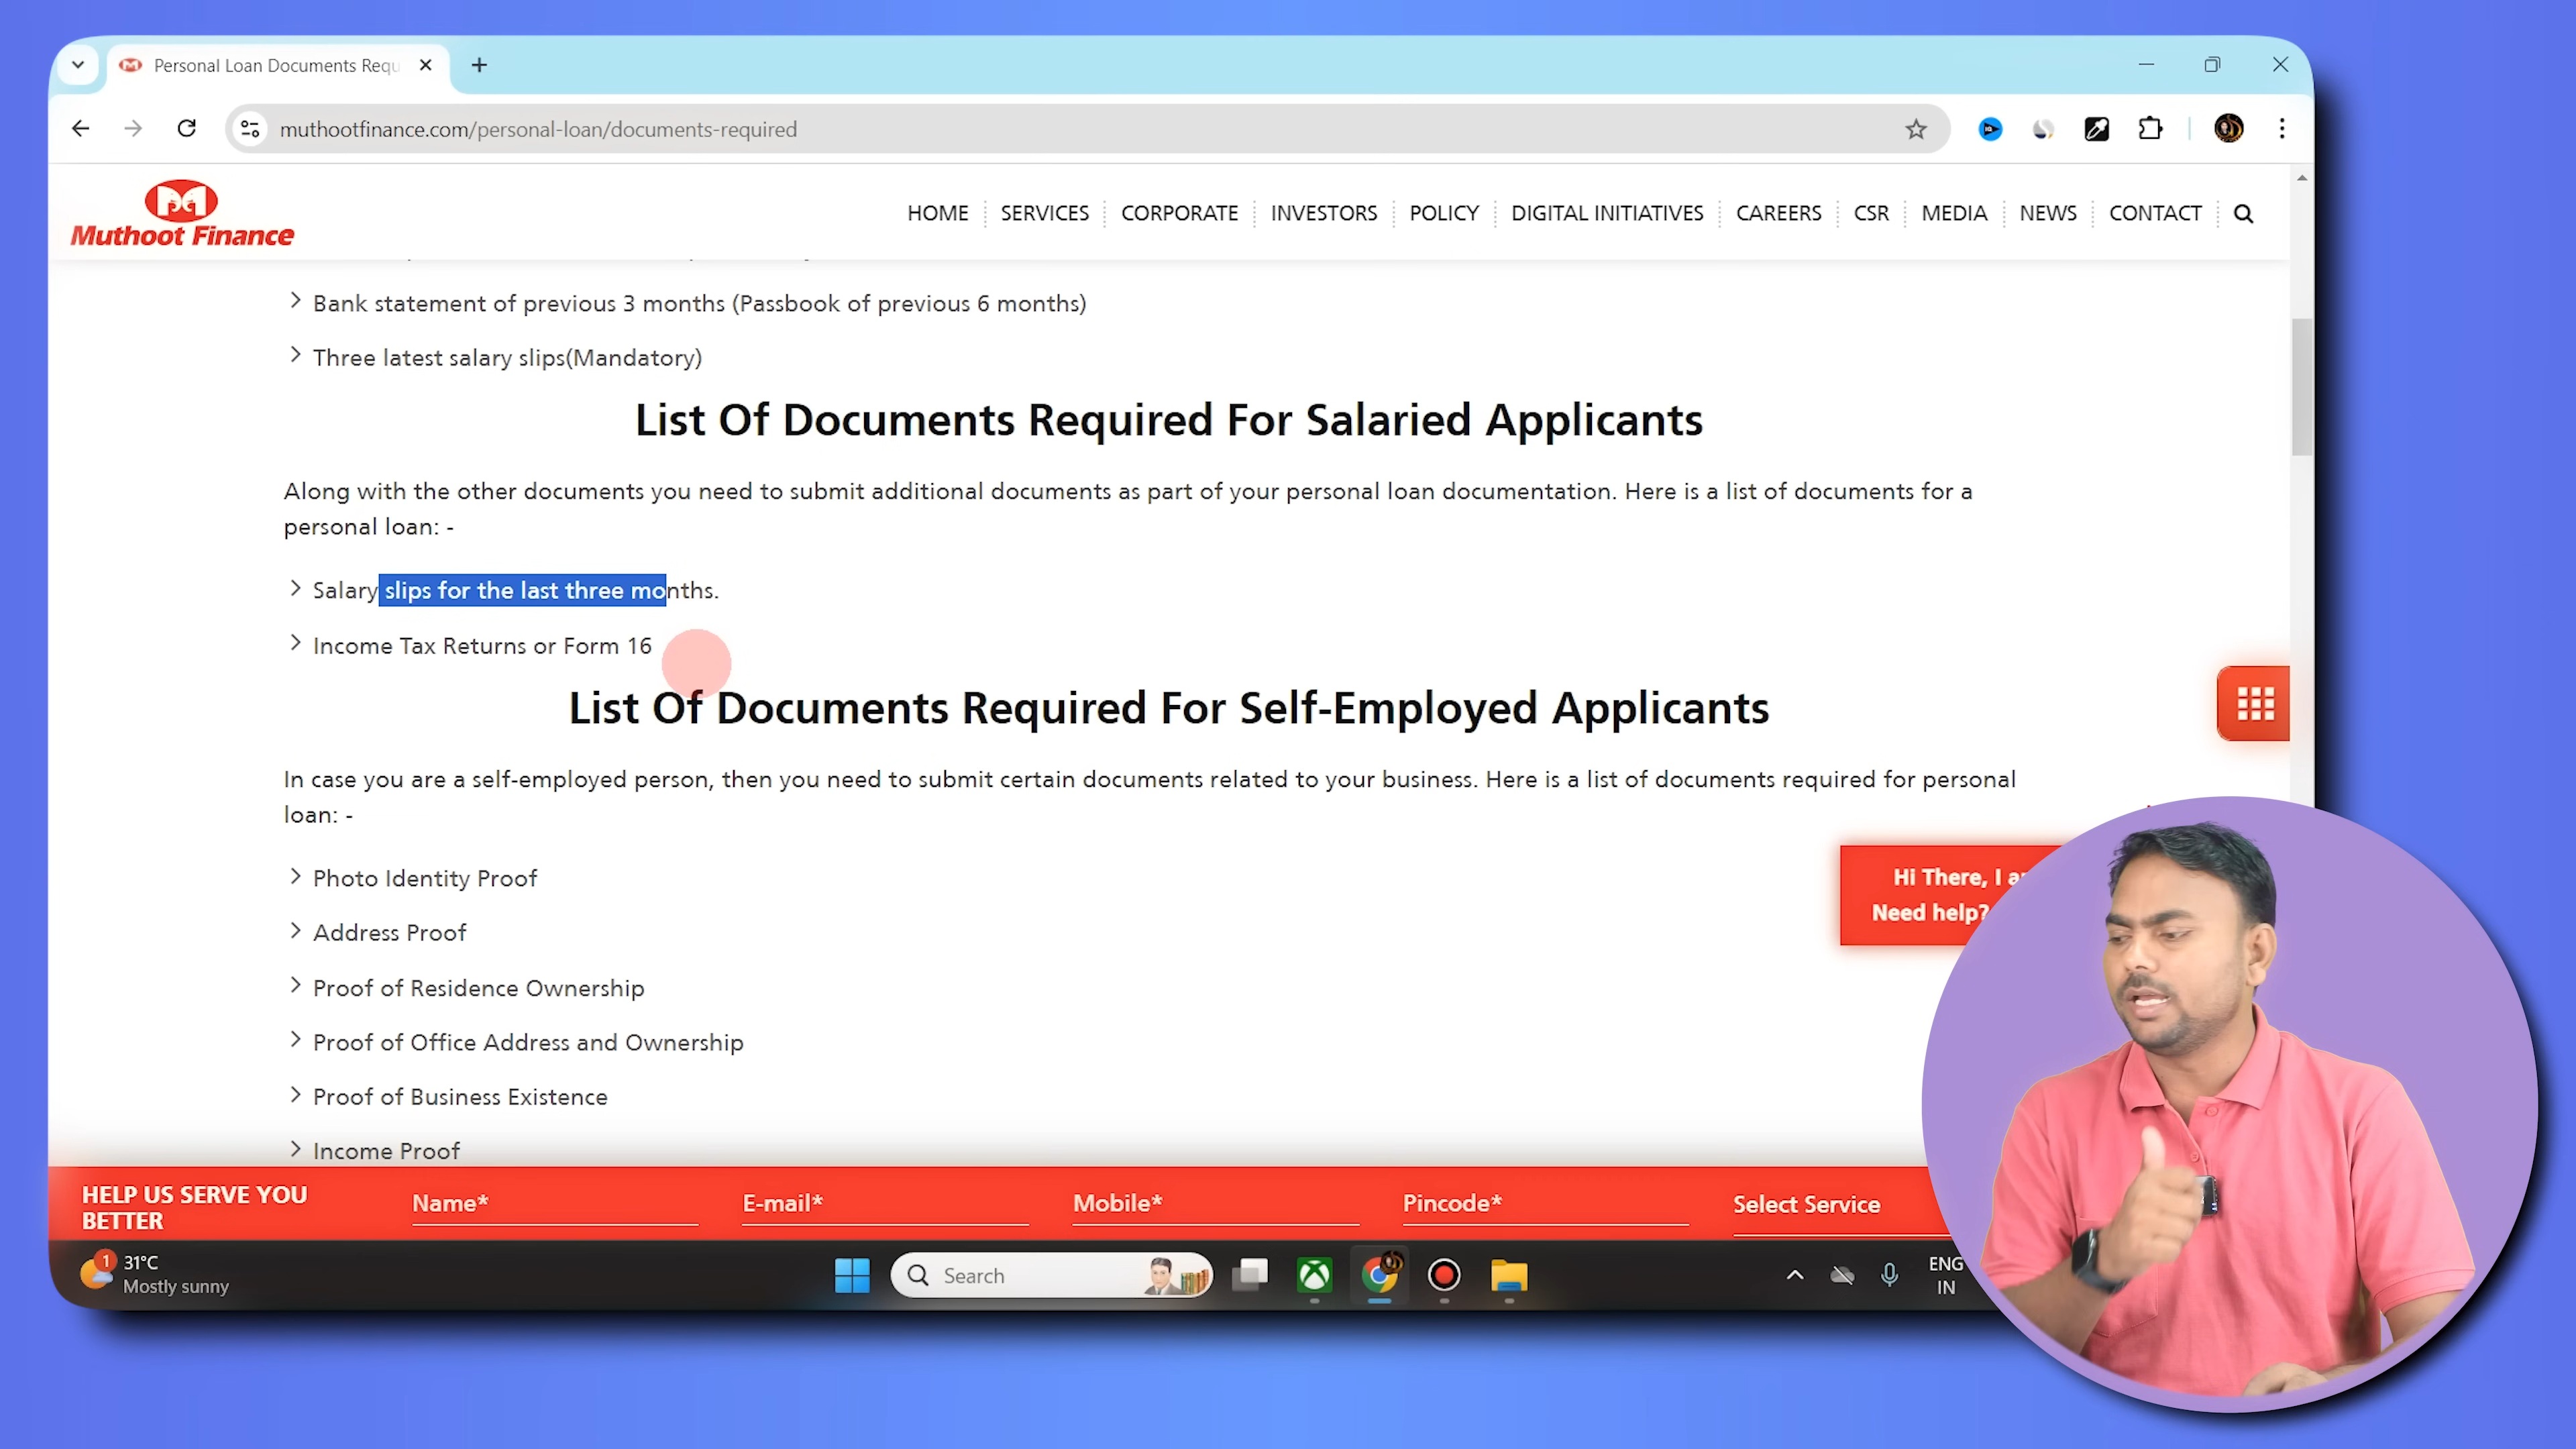 Personal Loan Documents Requ
muthootfinance.com/personal-loan/documents-required
Muthoot Finance
HOME
SERVICES
CORPORATE
INVESTORS
POLICY
DIGITAL INITIATIVES
CAREERS
CSR
MEDIA
NEWS
CONTACT
Bank statement of previous 3 months (Passbook of previous 6 months)
Three latest salary slips(Mandatory)
List Of Documents Required For Salaried Applicants
Along with the other documents you need to submit additional documents as part of your personal loan documentation. Here is a list of documents for a
personal loan: -
Salary slips for the last three months.
Income Tax Returns or Form 16
List Of Documents Required For Self-Employed Applicants
In case you are a self-employed person, then you need to submit certain documents related to your business. Here is a list of documents required for personal
loan: -
Photo Identity Proof
Address Proof
Proof of Residence Ownership
Proof of Office Address and Ownership
Proof of Business Existence
Income Proof
Hi There, I
Need help?
HELP US SERVE YOU
BETTER
Name*
E-mail*
Mobile*
Pincode*
Select Service
1
31°C
Mostly sunny
Search
ENG
IN